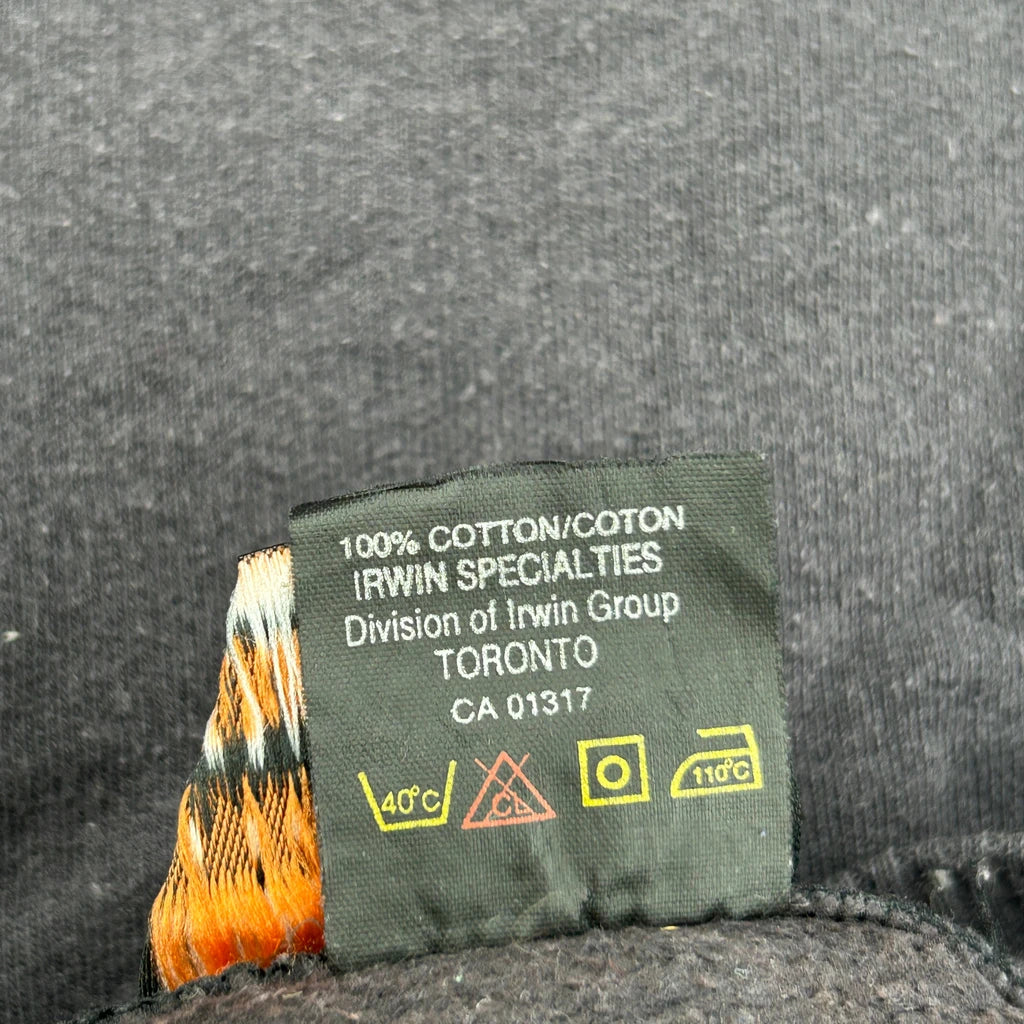 100% COTTON/COTON
IRWIN SPECIALTIES
Division of Irwin Group
TORONTO
CA 01317
40°C CL 110°C